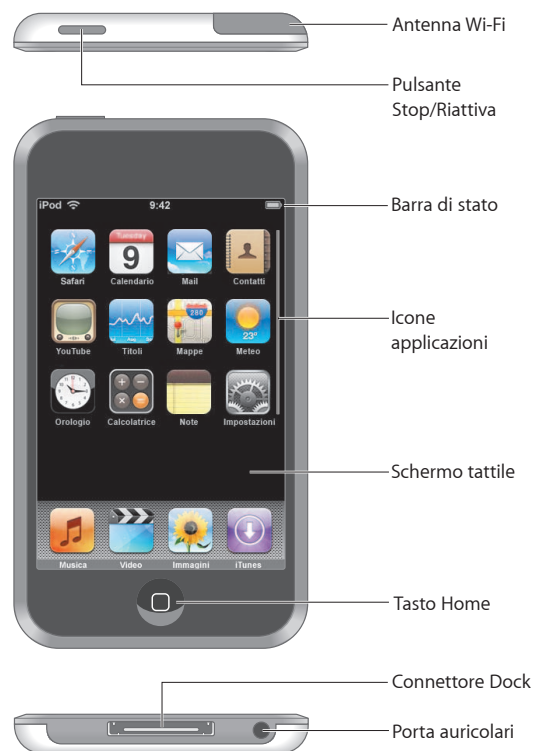 Antenna Wi-Fi
Pulsante
Stop/Riattiva
iPod 9:42
Barra di stato
Tuesday
9
Safari Calendario Mail Contatti
280
23°
Icone
applicazioni
YouTube Titoli Mappe Meteo
Orologio Calcolatrice Note Impostazioni
Schermo tattile
Musica Video Immagini iTunes
Tasto Home
Connettore Dock
Porta auricolari